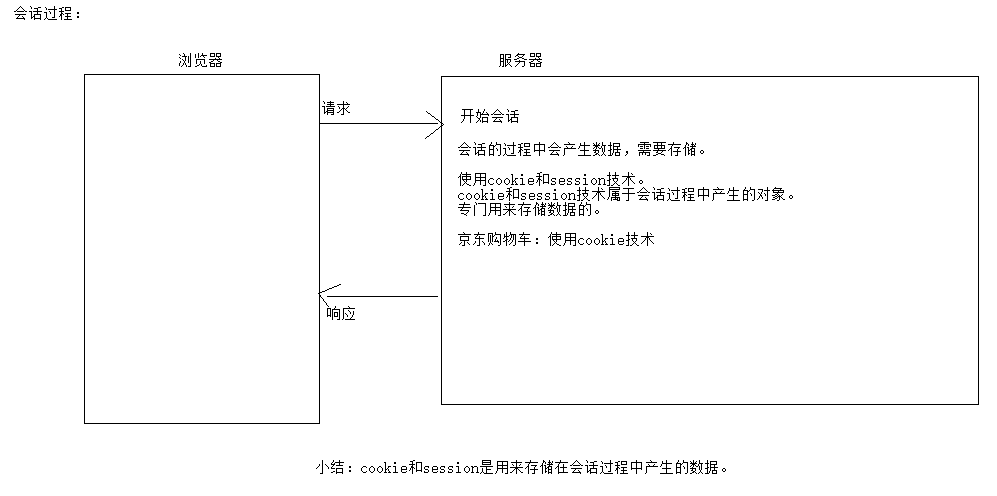 会话过程：
浏览器
服务器
请求
开始会话
会话的过程中会产生数据，需要存储。
使用cookie和session技术。
cookie和session技术属于会话过程中产生的对象。
专门用来存储数据的。
京东购物车：使用cookie技术
响应
小结：cookie和session是用来存储在会话过程中产生的数据。